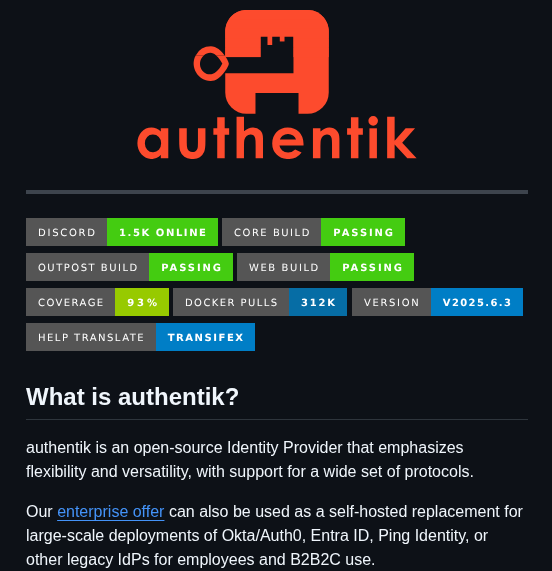 authentik
DISCORD 1.5K ONLINE CORE BUILD PASSING
OUTPOST BUILD PASSING WEB BUILD PASSING
COVERAGE 93% DOCKER PULLS 312K VERSION V2025.6.3
HELP TRANSLATE TRANSIFEX
What is authentik?
authentik is an open-source Identity Provider that emphasizes
flexibility and versatility, with support for a wide set of protocols.
Our enterprise offer can also be used as a self-hosted replacement for
large-scale deployments of Okta/Auth0, Entra ID, Ping Identity, or
other legacy IdPs for employees and B2B2C use.